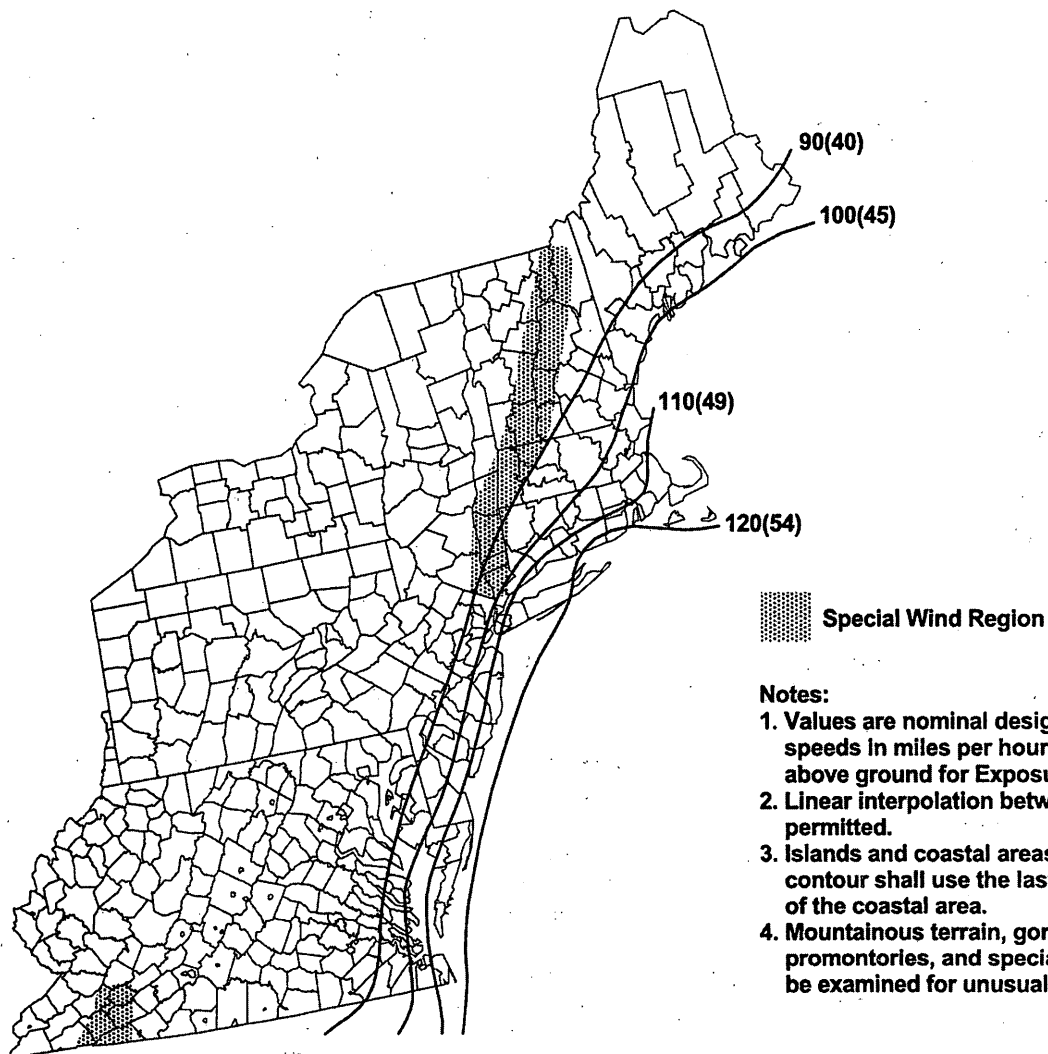 90(40)
100(45)
110(49)
120(54)
Special Wind Region
Notes:
1. Values are nominal desig
speeds in miles per hour
above ground for Exposu
2. Linear interpolation betw
permitted.
3. Islands and coastal areas
contour shall use the last
of the coastal area.
4. Mountainous terrain, gor
promontories, and specia
be examined for unusual